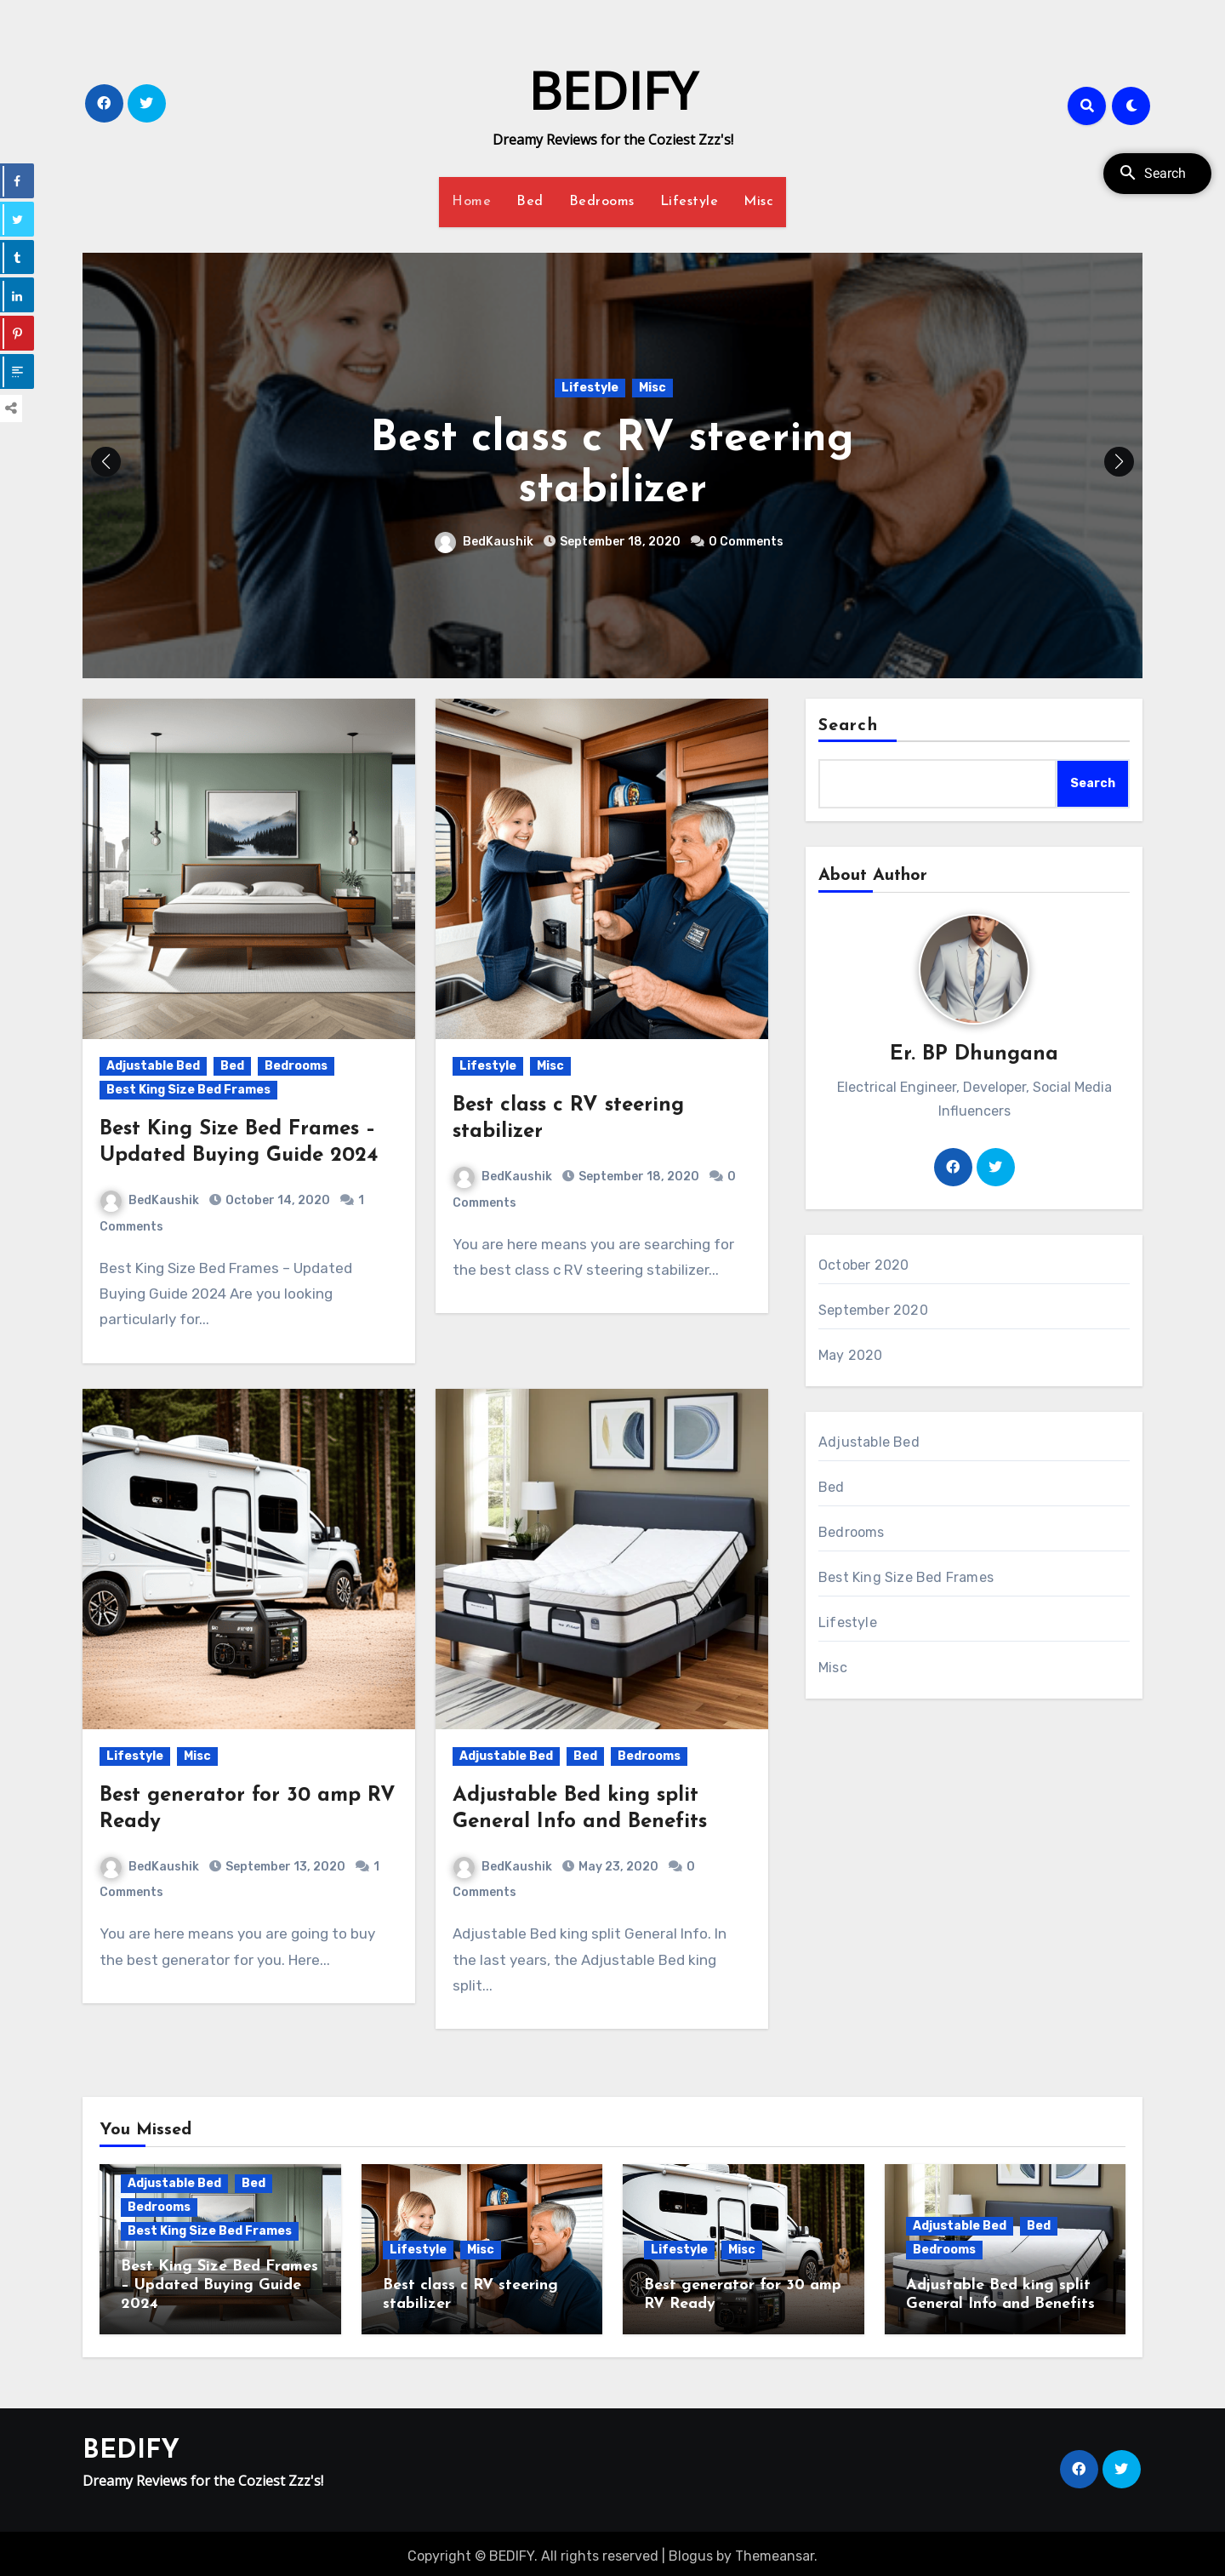 BEDIFY
Dreamy Reviews for the Coziest Zzz's!
Search
Home Bed Bedrooms Lifestyle Misc
Lifestyle Misc
Best class c RV steering
stabilizer
BedKaushik September 18, 2020 0 Comments
Adjustable Bed Bed Bedrooms
Best King Size Bed Frames
Best King Size Bed Frames –
Updated Buying Guide 2024
BedKaushik October 14, 2020 1
Comments
Best King Size Bed Frames – Updated
Buying Guide 2024 Are you looking
particularly for...
Lifestyle Misc
Best class c RV steering
stabilizer
BedKaushik September 18, 2020 0
Comments
You are here means you are searching for
the best class c RV steering stabilizer...
Lifestyle Misc
Best generator for 30 amp RV
Ready
BedKaushik September 13, 2020 1
Comments
You are here means you are going to buy
the best generator for you. Here...
Adjustable Bed Bed Bedrooms
Adjustable Bed king split
General Info and Benefits
BedKaushik May 23, 2020 0
Comments
Adjustable Bed king split General Info. In
the last years, the Adjustable Bed king
split...
Search
Search
About Author
Er. BP Dhungana
Electrical Engineer, Developer, Social Media
Influencers
October 2020
September 2020
May 2020
Adjustable Bed
Bed
Bedrooms
Best King Size Bed Frames
Lifestyle
Misc
You Missed
Adjustable Bed Bed
Bedrooms
Best King Size Bed Frames
Best King Size Bed Frames
– Updated Buying Guide
2024
Lifestyle Misc
Best class c RV steering
stabilizer
Lifestyle Misc
Best generator for 30 amp
RV Ready
Adjustable Bed Bed
Bedrooms
Adjustable Bed king split
General Info and Benefits
BEDIFY
Dreamy Reviews for the Coziest Zzz's!
Copyright © BEDIFY. All rights reserved | Blogus by Themeansar.